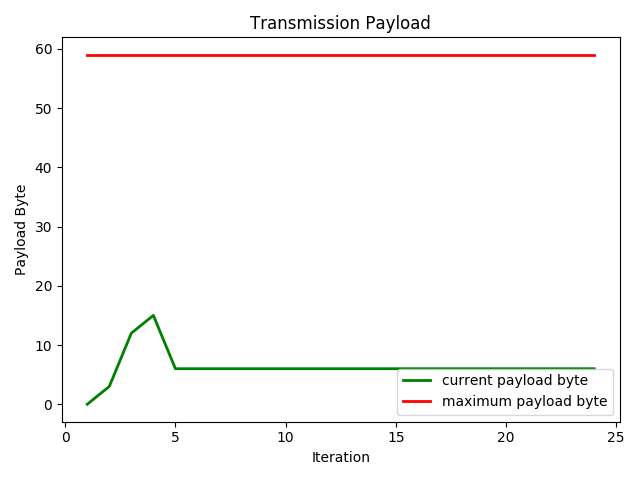 Transmission Payload
60
50
40
30
20
10
0
Payload Byte
0 5 10 15 20 25
Iteration
current payload byte
maximum payload byte